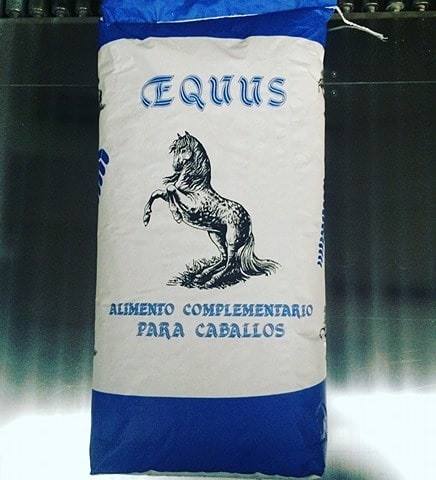 ÆQUUS
ALIMENTO COMPLEMENTARIO
PARA CABALLOS